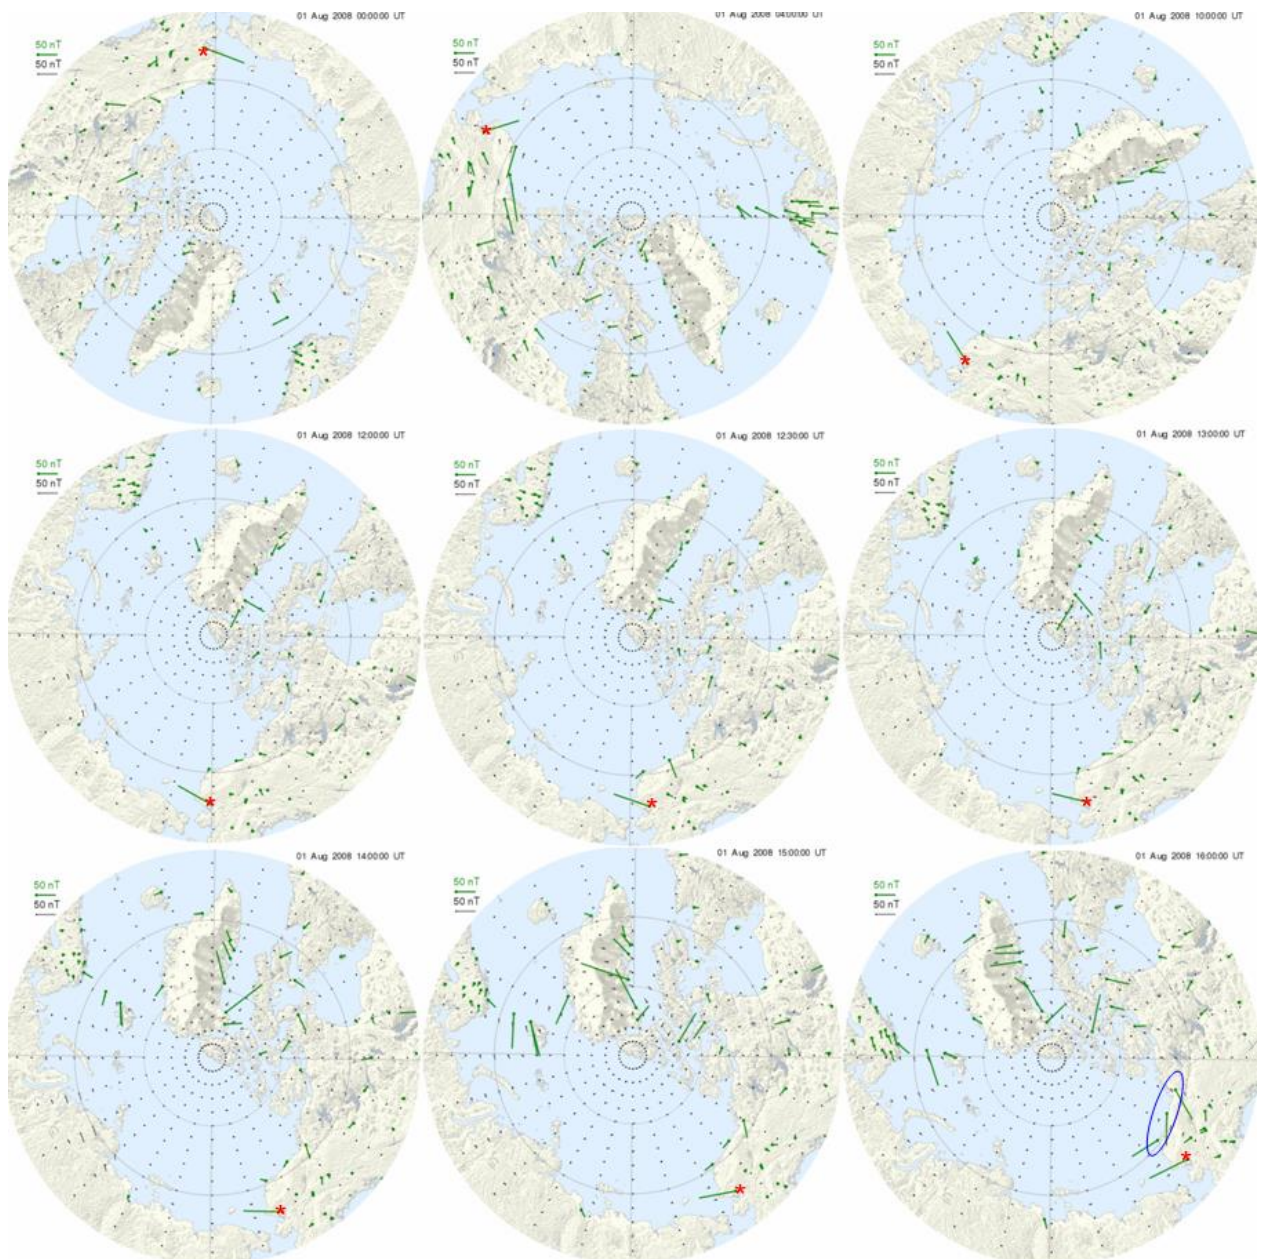 01 Aug 2008 00:00:00 UT
50 nT
50 nT
01 Aug 2008 04:00:00 UT
50 nT
50 nT
01 Aug 2008 10:00:00 UT
50 nT
50 nT
01 Aug 2008 12:00:00 UT
50 nT
50 nT
01 Aug 2008 12:30:00 UT
50 nT
50 nT
01 Aug 2008 13:00:00 UT
50 nT
50 nT
01 Aug 2008 14:00:00 UT
50 nT
50 nT
01 Aug 2008 15:00:00 UT
50 nT
50 nT
01 Aug 2008 16:00:00 UT
50 nT
50 nT